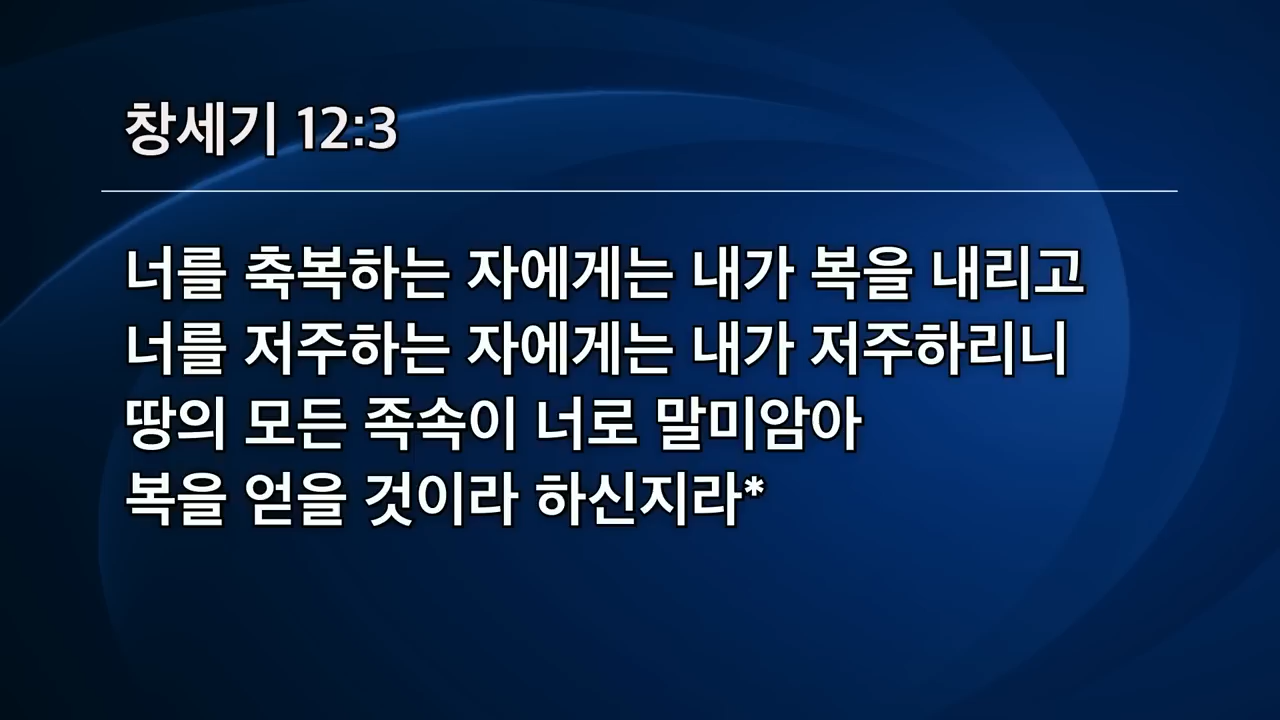 창세기 12:3
너를 축복하는 자에게는 내가 복을 내리고
너를 저주하는 자에게는 내가 저주하리니
땅의 모든 족속이 너로 말미암아
복을 얻을 것이라 하신지라*